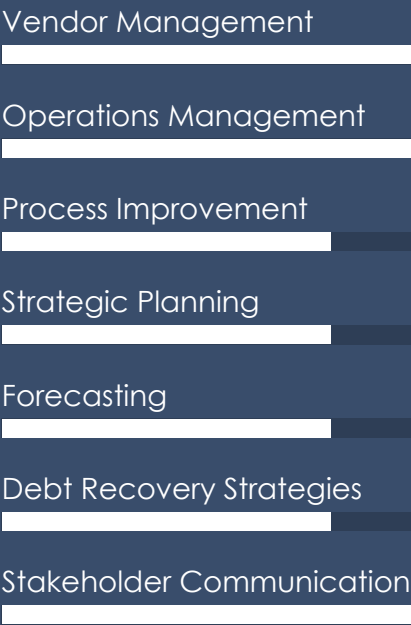 Vendor Management
Operations Management
Process Improvement
Strategic Planning
Forecasting
Debt Recovery Strategies
Stakeholder Communication